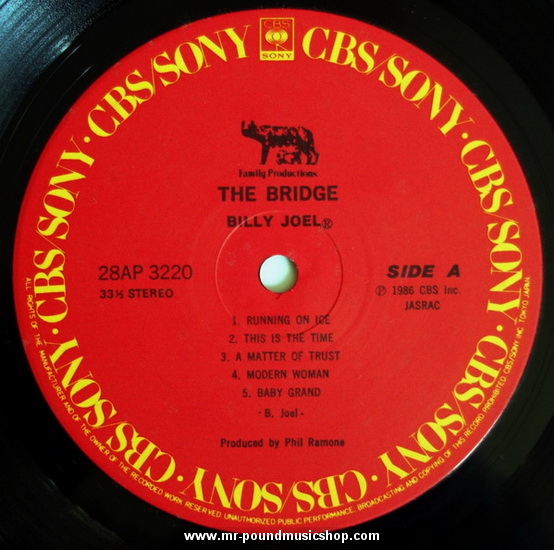 CBS/SONY · CBS/SONY · CBS/SONY · CBS/SONY · CBS/SONY · CBS/SONY · CBS/SONY · CBS/SONY
CBS
SONY
Family Productions
THE BRIDGE
BILLY JOEL®
28AP 3220
33⅓ STEREO
SIDE A
Ⓟ 1986 CBS Inc.
JASRAC
1. RUNNING ON ICE
2. THIS IS THE TIME
3. A MATTER OF TRUST
4. MODERN WOMAN
5. BABY GRAND
- B. Joel -
Produced by Phil Ramone
ALL RIGHTS OF THE MANUFACTURER AND OF THE OWNER OF THE RECORDED WORK RESERVED UNAUTHORIZED PUBLIC PERFORMANCE, BROADCASTING AND COPYING OF THIS RECORD PROHIBITED. CBS/SONY INC. TOKYO JAPAN.
www.mr-poundmusicshop.com